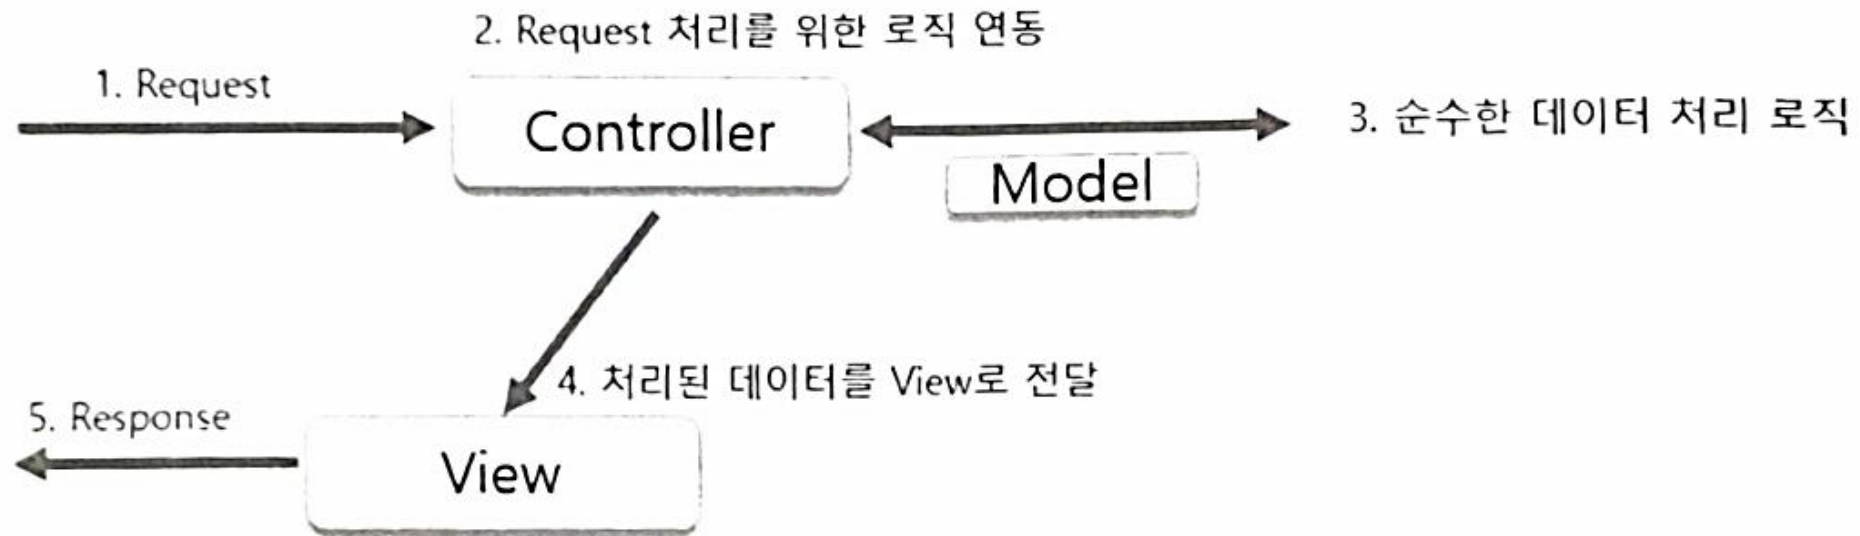 2. Request 처리를 위한 로직 연동
1. Request
Controller
3. 순수한 데이터 처리 로직
Model
4. 처리된 데이터를 View로 전달
5. Response
View